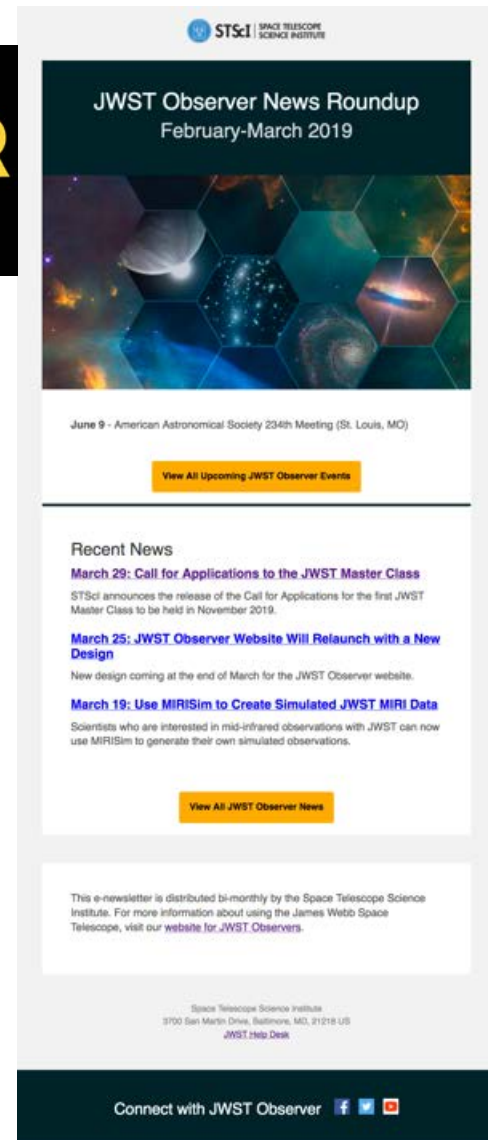 STScI | SPACE TELESCOPE
SCIENCE INSTITUTE
JWST Observer News Roundup
February-March 2019
June 9 - American Astronomical Society 234th Meeting (St. Louis, MO)
View All Upcoming JWST Observer Events
Recent News
March 29: Call for Applications to the JWST Master Class
STScI announces the release of the Call for Applications for the first JWST
Master Class to be held in November 2019.
March 25: JWST Observer Website Will Relaunch with a New
Design
New design coming at the end of March for the JWST Observer website.
March 19: Use MIRISim to Create Simulated JWST MIRI Data
Scientists who are interested in mid-infrared observations with JWST can now
use MIRISim to generate their own simulated observations.
View All JWST Observer News
This e-newsletter is distributed bi-monthly by the Space Telescope Science
Institute. For more information about using the James Webb Space
Telescope, visit our website for JWST Observers.
Space Telescope Science Institute
3700 San Martin Drive, Baltimore, MD, 21218 US
JWST Help Desk
Connect with JWST Observer